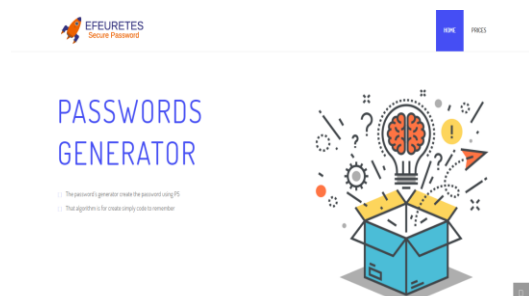 EFEURETES
Secure Password
HOME
PRICES
PASSWORDS
GENERATOR
The password's generator create the password using PS
That algorithm is for create simply code to remember